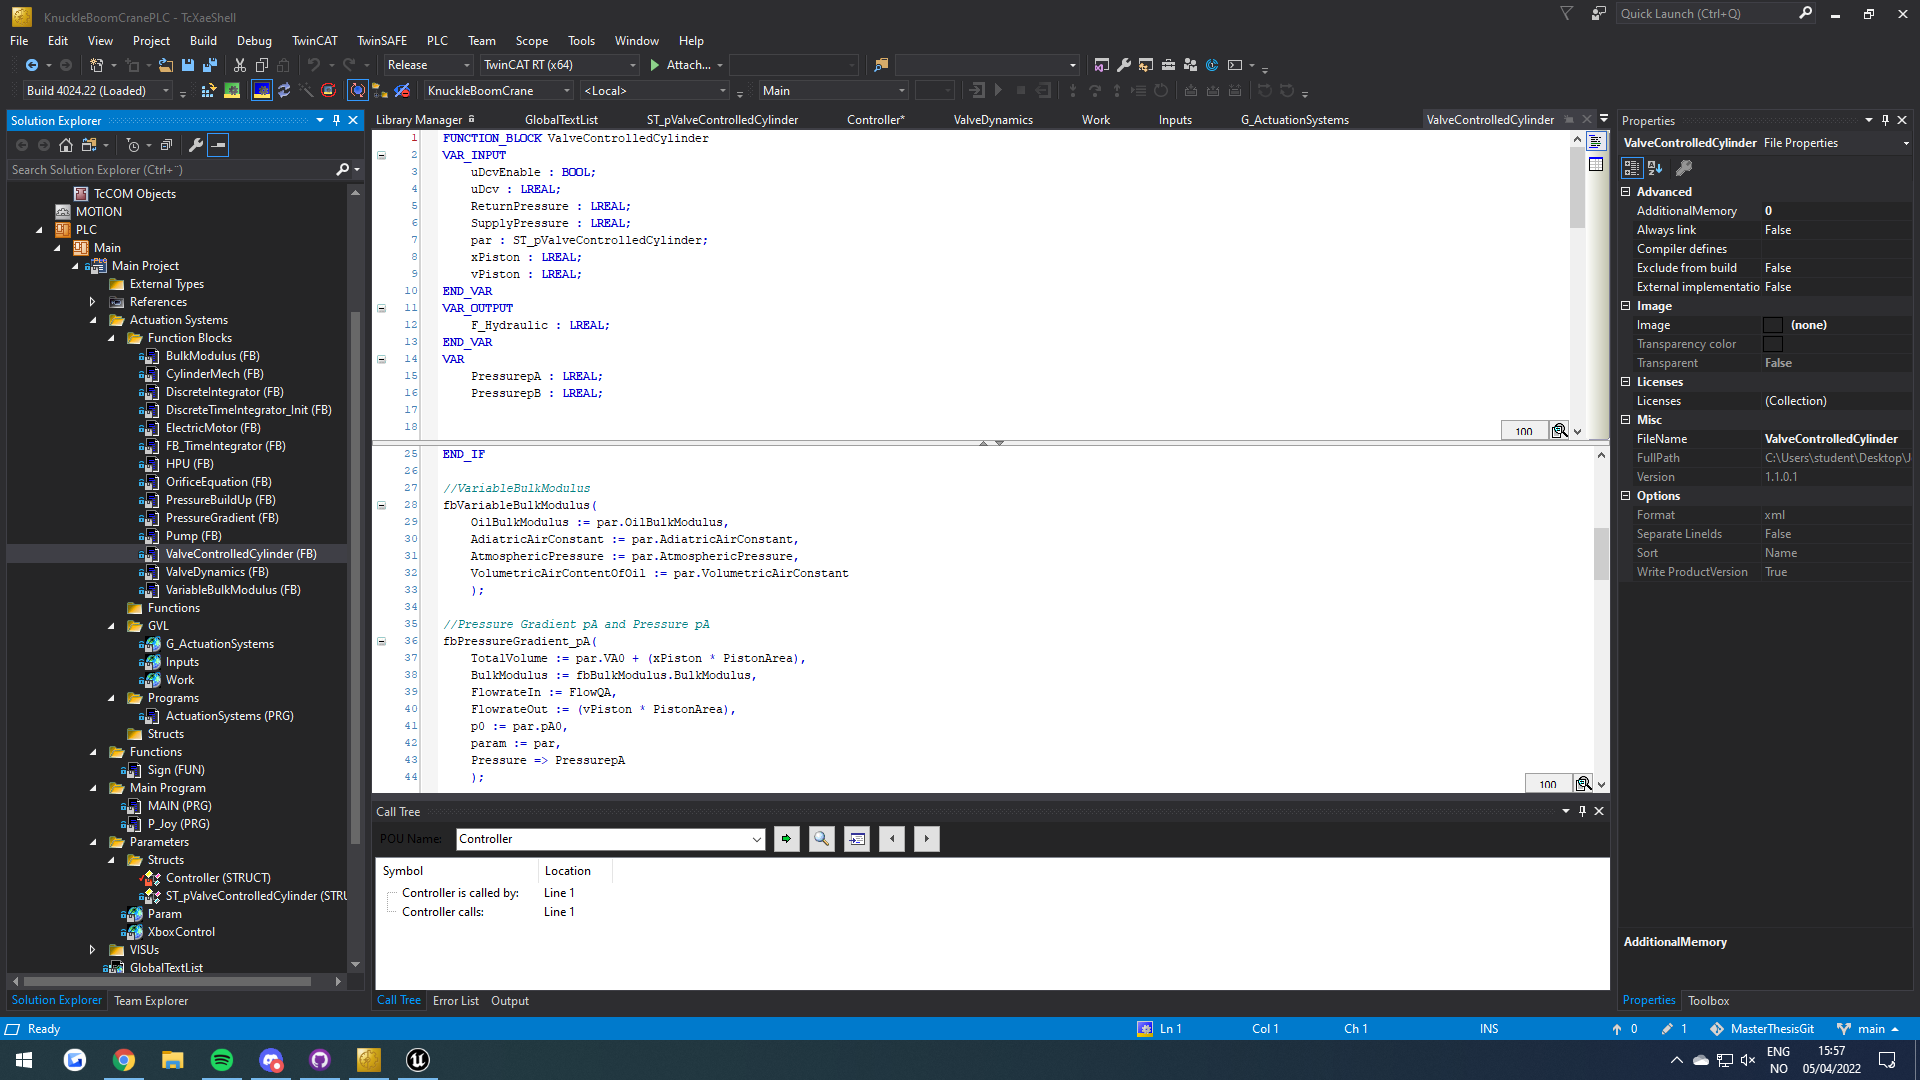 KnuckleBoomCranePLC - TcXaeShell
Quick Launch (Ctrl+Q)
File Edit View Project Build Debug TwinCAT TwinSAFE PLC Team Scope Tools Window Help
Release TwinCAT RT (x64) Attach...
Build 4024.22 (Loaded) KnuckleBoomCrane <Local> Main
Solution Explorer
Search Solution Explorer (Ctrl+¨)
TcCOM Objects
MOTION
PLC
Main
Main Project
External Types
References
Actuation Systems
Function Blocks
BulkModulus (FB)
CylinderMech (FB)
DiscreteIntegrator (FB)
DiscreteTimeIntegrator_Init (FB)
ElectricMotor (FB)
FB_TimeIntegrator (FB)
HPU (FB)
OrificeEquation (FB)
PressureBuildUp (FB)
PressureGradient (FB)
Pump (FB)
ValveControlledCylinder (FB)
ValveDynamics (FB)
VariableBulkModulus (FB)
Functions
GVL
G_ActuationSystems
Inputs
Work
Programs
ActuationSystems (PRG)
Structs
Functions
Sign (FUN)
Main Program
MAIN (PRG)
P_Joy (PRG)
Parameters
Structs
Controller (STRUCT)
ST_pValveControlledCylinder (STRU
Param
XboxControl
VISUs
GlobalTextList
Solution Explorer Team Explorer
Library Manager GlobalTextList ST_pValveControlledCylinder Controller* ValveDynamics Work Inputs G_ActuationSystems ValveControlledCylinder
1 FUNCTION_BLOCK ValveControlledCylinder
2 VAR_INPUT
3 uDcvEnable : BOOL;
4 uDcv : LREAL;
5 ReturnPressure : LREAL;
6 SupplyPressure : LREAL;
7 par : ST_pValveControlledCylinder;
8 xPiston : LREAL;
9 vPiston : LREAL;
10 END_VAR
11 VAR_OUTPUT
12 F_Hydraulic : LREAL;
13 END_VAR
14 VAR
15 PressurepA : LREAL;
16 PressurepB : LREAL;
17
18
100
25 END_IF
26
27 //VariableBulkModulus
28 fbVariableBulkModulus(
29 OilBulkModulus := par.OilBulkModulus,
30 AdiatricAirConstant := par.AdiatricAirConstant,
31 AtmosphericPressure := par.AtmosphericPressure,
32 VolumetricAirContentOfOil := par.VolumetricAirConstant
33 );
34
35 //Pressure Gradient pA and Pressure pA
36 fbPressureGradient_pA(
37 TotalVolume := par.VA0 + (xPiston * PistonArea),
38 BulkModulus := fbBulkModulus.BulkModulus,
39 FlowrateIn := FlowQA,
40 FlowrateOut := (vPiston * PistonArea),
41 p0 := par.pA0,
42 param := par,
43 Pressure => PressurepA
44 );
100
Call Tree
POU Name: Controller
Symbol Location
Controller is called by: Line 1
Controller calls: Line 1
Call Tree Error List Output
Properties
ValveControlledCylinder File Properties
Advanced
AdditionalMemory 0
Always link False
Compiler defines
Exclude from build False
External implementatio False
Image
Image (none)
Transparency color
Transparent False
Licenses
Licenses (Collection)
Misc
FileName ValveControlledCylinder
FullPath C:\Users\student\Desktop\J
Version 1.1.0.1
Options
Format xml
Separate LineIds False
Sort Name
Write ProductVersion True
AdditionalMemory
Properties Toolbox
Ready Ln 1 Col 1 Ch 1 INS 0 1 MasterThesisGit main
ENG
NO
15:57
05/04/2022